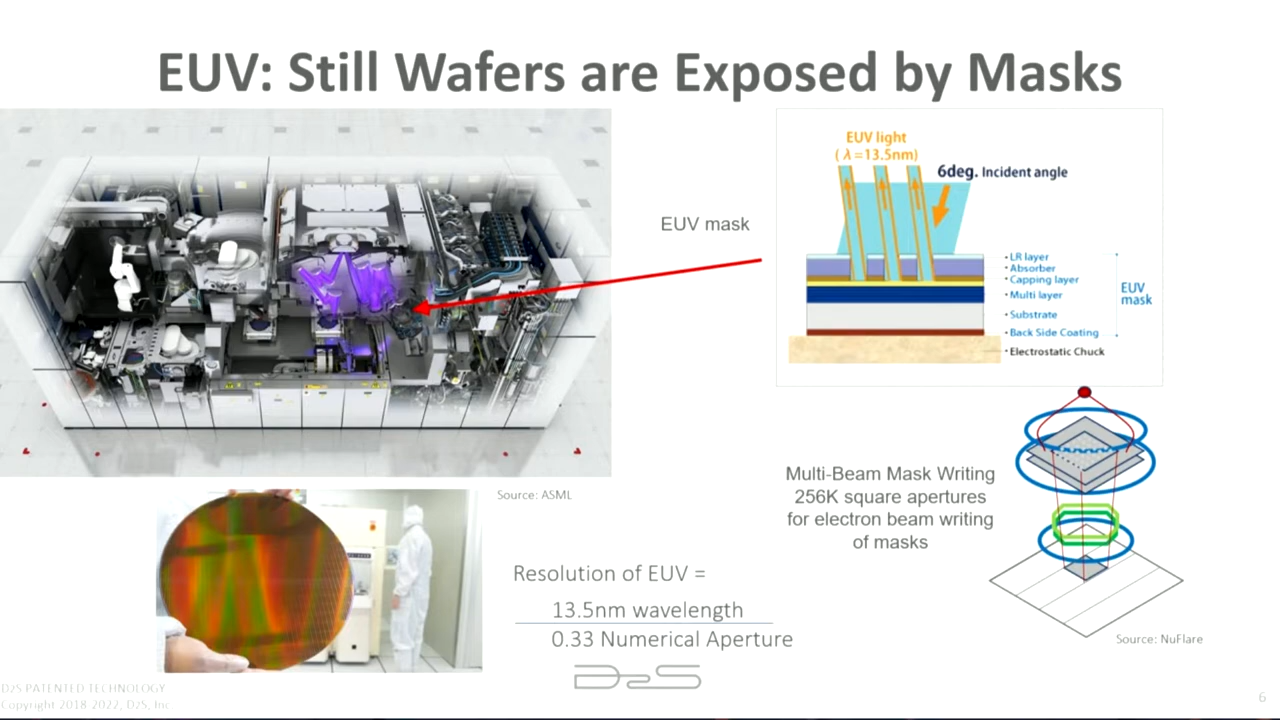 EUV: Still Wafers are Exposed by Masks
EUV light
( λ =13.5nm)
6deg. Incident angle
EUV mask
• LR layer
• Absorber
• Capping layer
• Multi layer
• Substrate
• Back Side Coating
• Electrostatic Chuck
EUV
mask
Source: ASML
Multi-Beam Mask Writing
256K square apertures
for electron beam writing
of masks
Source: NuFlare
Resolution of EUV =
13.5nm wavelength
0.33 Numerical Aperture
D2S
D2S PATENTED TECHNOLOGY
Copyright 2018-2022, D2S, Inc
6